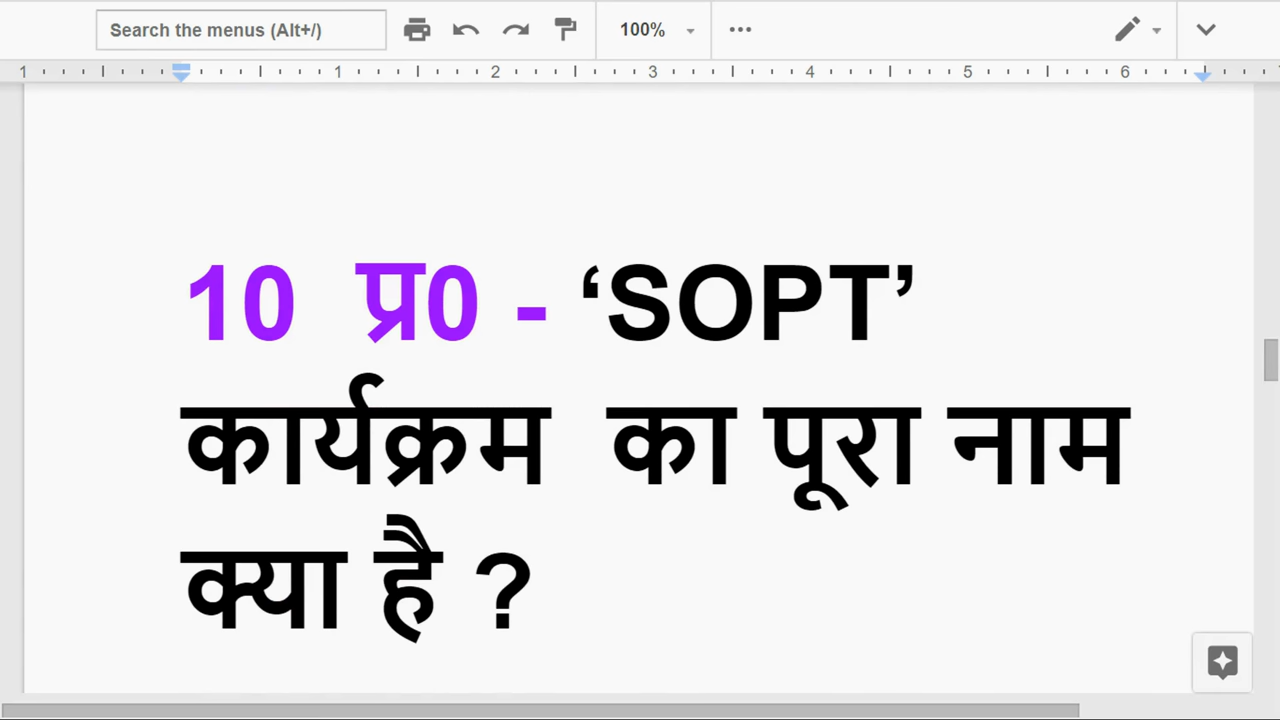 Search the menus (Alt+/) 100%
1 1 2 3 4 5 6
10 प्र0 - ‘SOPT’
कार्यक्रम का पूरा नाम
क्या है ?